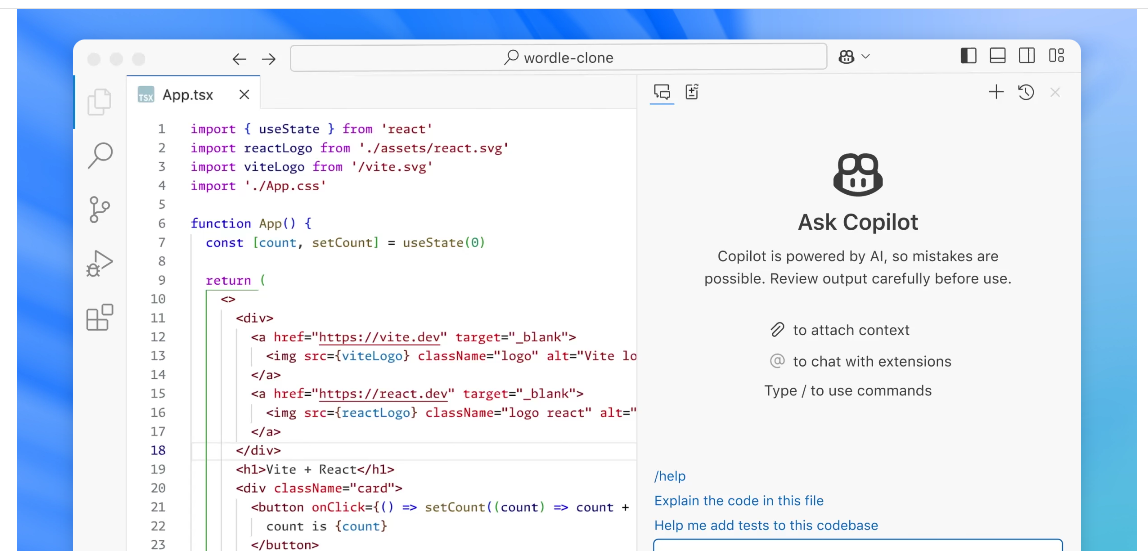 wordle-clone
TSX App.tsx
1 import { useState } from 'react'
2 import reactLogo from './assets/react.svg'
3 import viteLogo from '/vite.svg'
4 import './App.css'
5
6 function App() {
7 const [count, setCount] = useState(0)
8
9 return (
10 <>
11 <div>
12 <a href="https://vite.dev" target="_blank">
13 <img src={viteLogo} className="logo" alt="Vite lo
14 </a>
15 <a href="https://react.dev" target="_blank">
16 <img src={reactLogo} className="logo react" alt="
17 </a>
18 </div>
19 <h1>Vite + React</h1>
20 <div className="card">
21 <button onClick={() => setCount((count) => count +
22 count is {count}
23 </button>
Ask Copilot
Copilot is powered by AI, so mistakes are
possible. Review output carefully before use.
to attach context
@ to chat with extensions
Type / to use commands
/help
Explain the code in this file
Help me add tests to this codebase